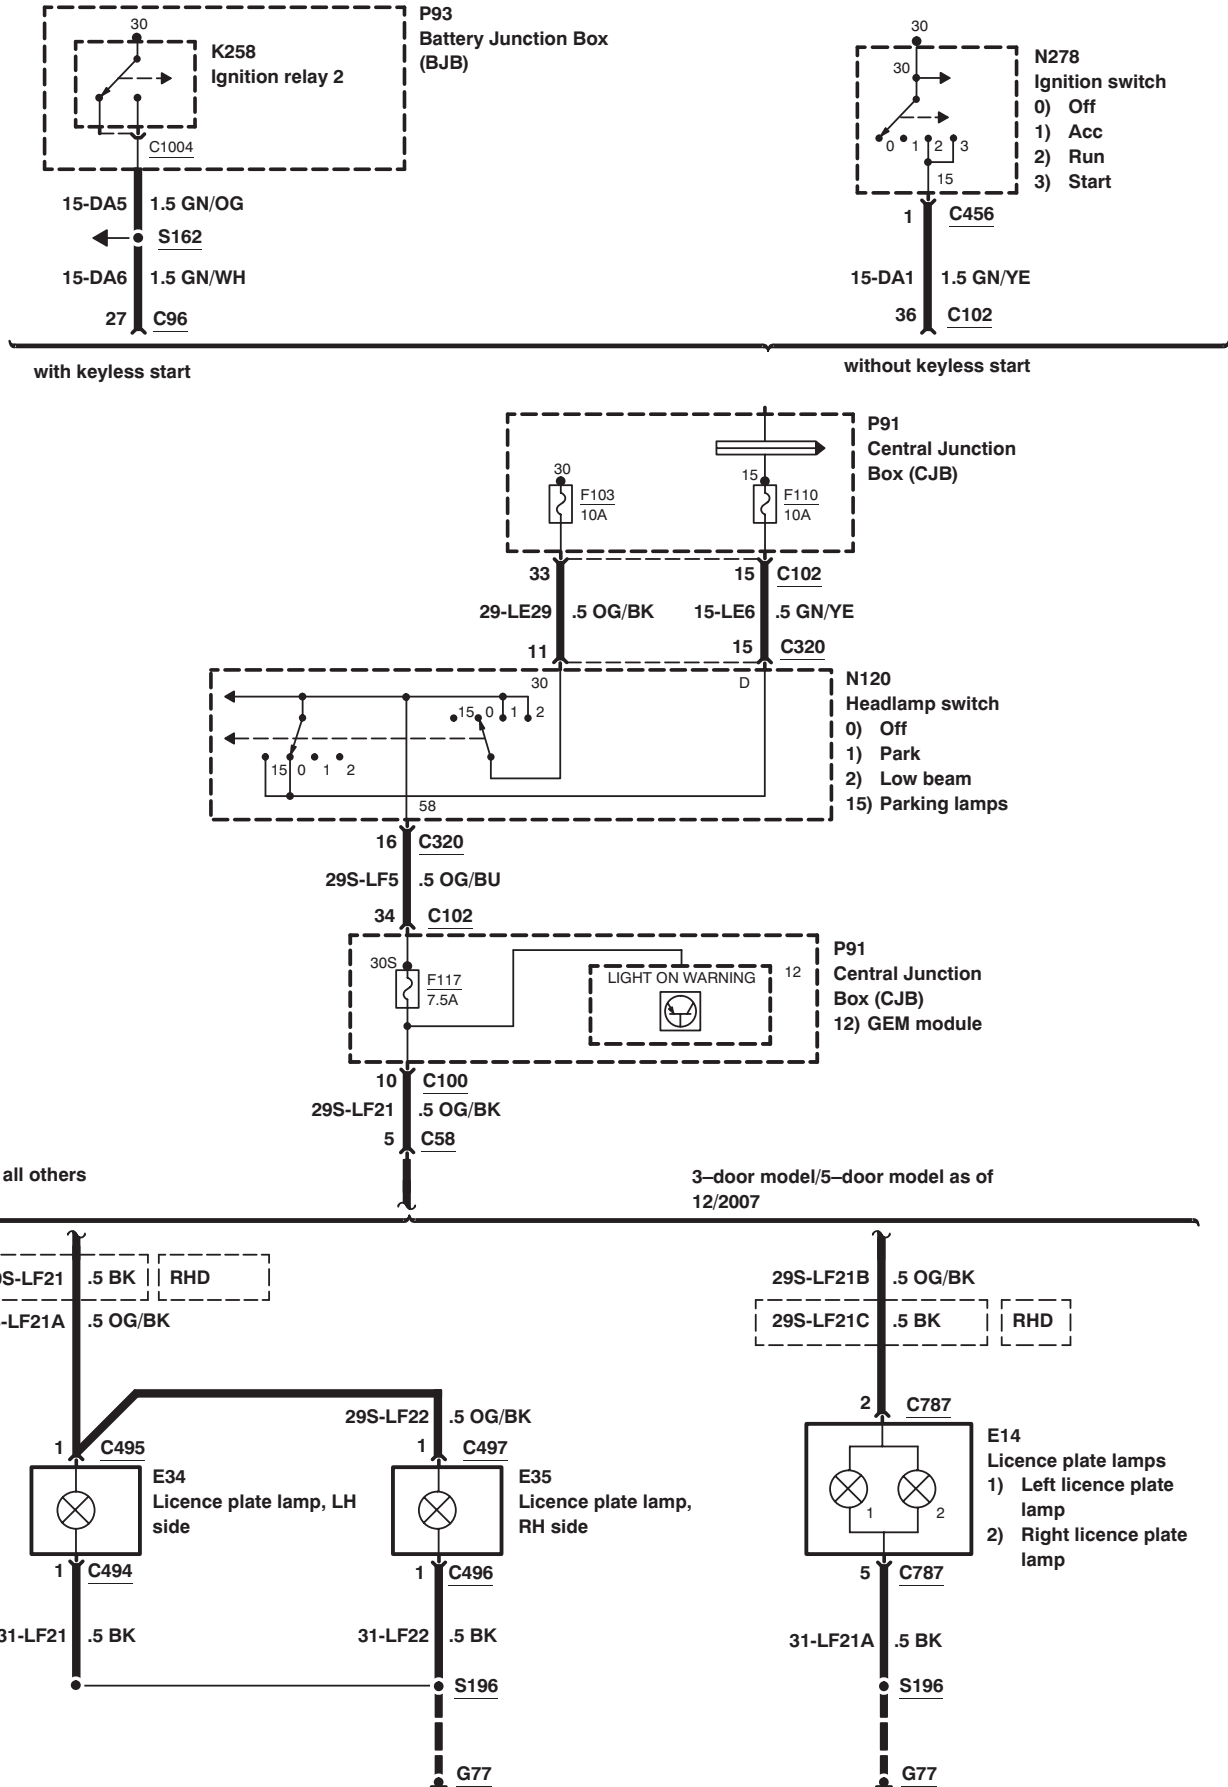 30
K258
Ignition relay 2
C1004
P93
Battery Junction Box
(BJB)
15-DA5 1.5 GN/OG
S162
15-DA6 1.5 GN/WH
27 C96
30
30
0 1 2 3
15
N278
Ignition switch
0) Off
1) Acc
2) Run
3) Start
1 C456
15-DA1 1.5 GN/YE
36 C102
with keyless start
without keyless start
P91
Central Junction
Box (CJB)
30
F103
10A
15
F110
10A
33 15 C102
29-LE29 .5 OG/BK 15-LE6 .5 GN/YE
11 15 C320
30 D
15 0 1 2
15 0 1 2
58
N120
Headlamp switch
0) Off
1) Park
2) Low beam
15) Parking lamps
16 C320
29S-LF5 .5 OG/BU
34 C102
30S
F117
7.5A
LIGHT ON WARNING
12
P91
Central Junction
Box (CJB)
12) GEM module
10 C100
29S-LF21 .5 OG/BK
5 C58
all others
3–door model/5–door model as of
12/2007
9S-LF21 .5 BK RHD
-LF21A .5 OG/BK
29S-LF21B .5 OG/BK
29S-LF21C .5 BK RHD
29S-LF22 .5 OG/BK
1 C495
E34
Licence plate lamp, LH
side
1 C494
31-LF21 .5 BK
1 C497
E35
Licence plate lamp,
RH side
1 C496
31-LF22 .5 BK
S196
G77
2 C787
1 2
E14
Licence plate lamps
1) Left licence plate
lamp
2) Right licence plate
lamp
5 C787
31-LF21A .5 BK
S196
G77